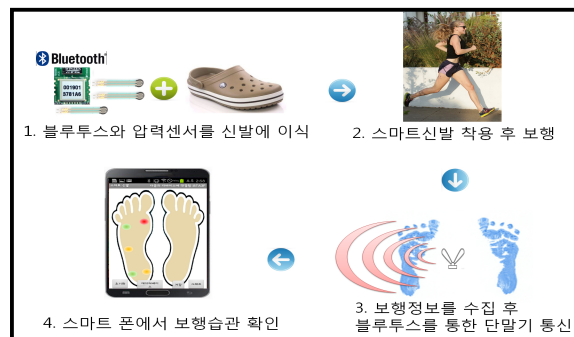 Bluetooth
001901
3781A6
1. 블루투스와 압력센서를 신발에 이식
2. 스마트신발 착용 후 보행
3. 보행정보를 수집 후
블루투스를 통한 단말기 통신
4. 스마트 폰에서 보행습관 확인